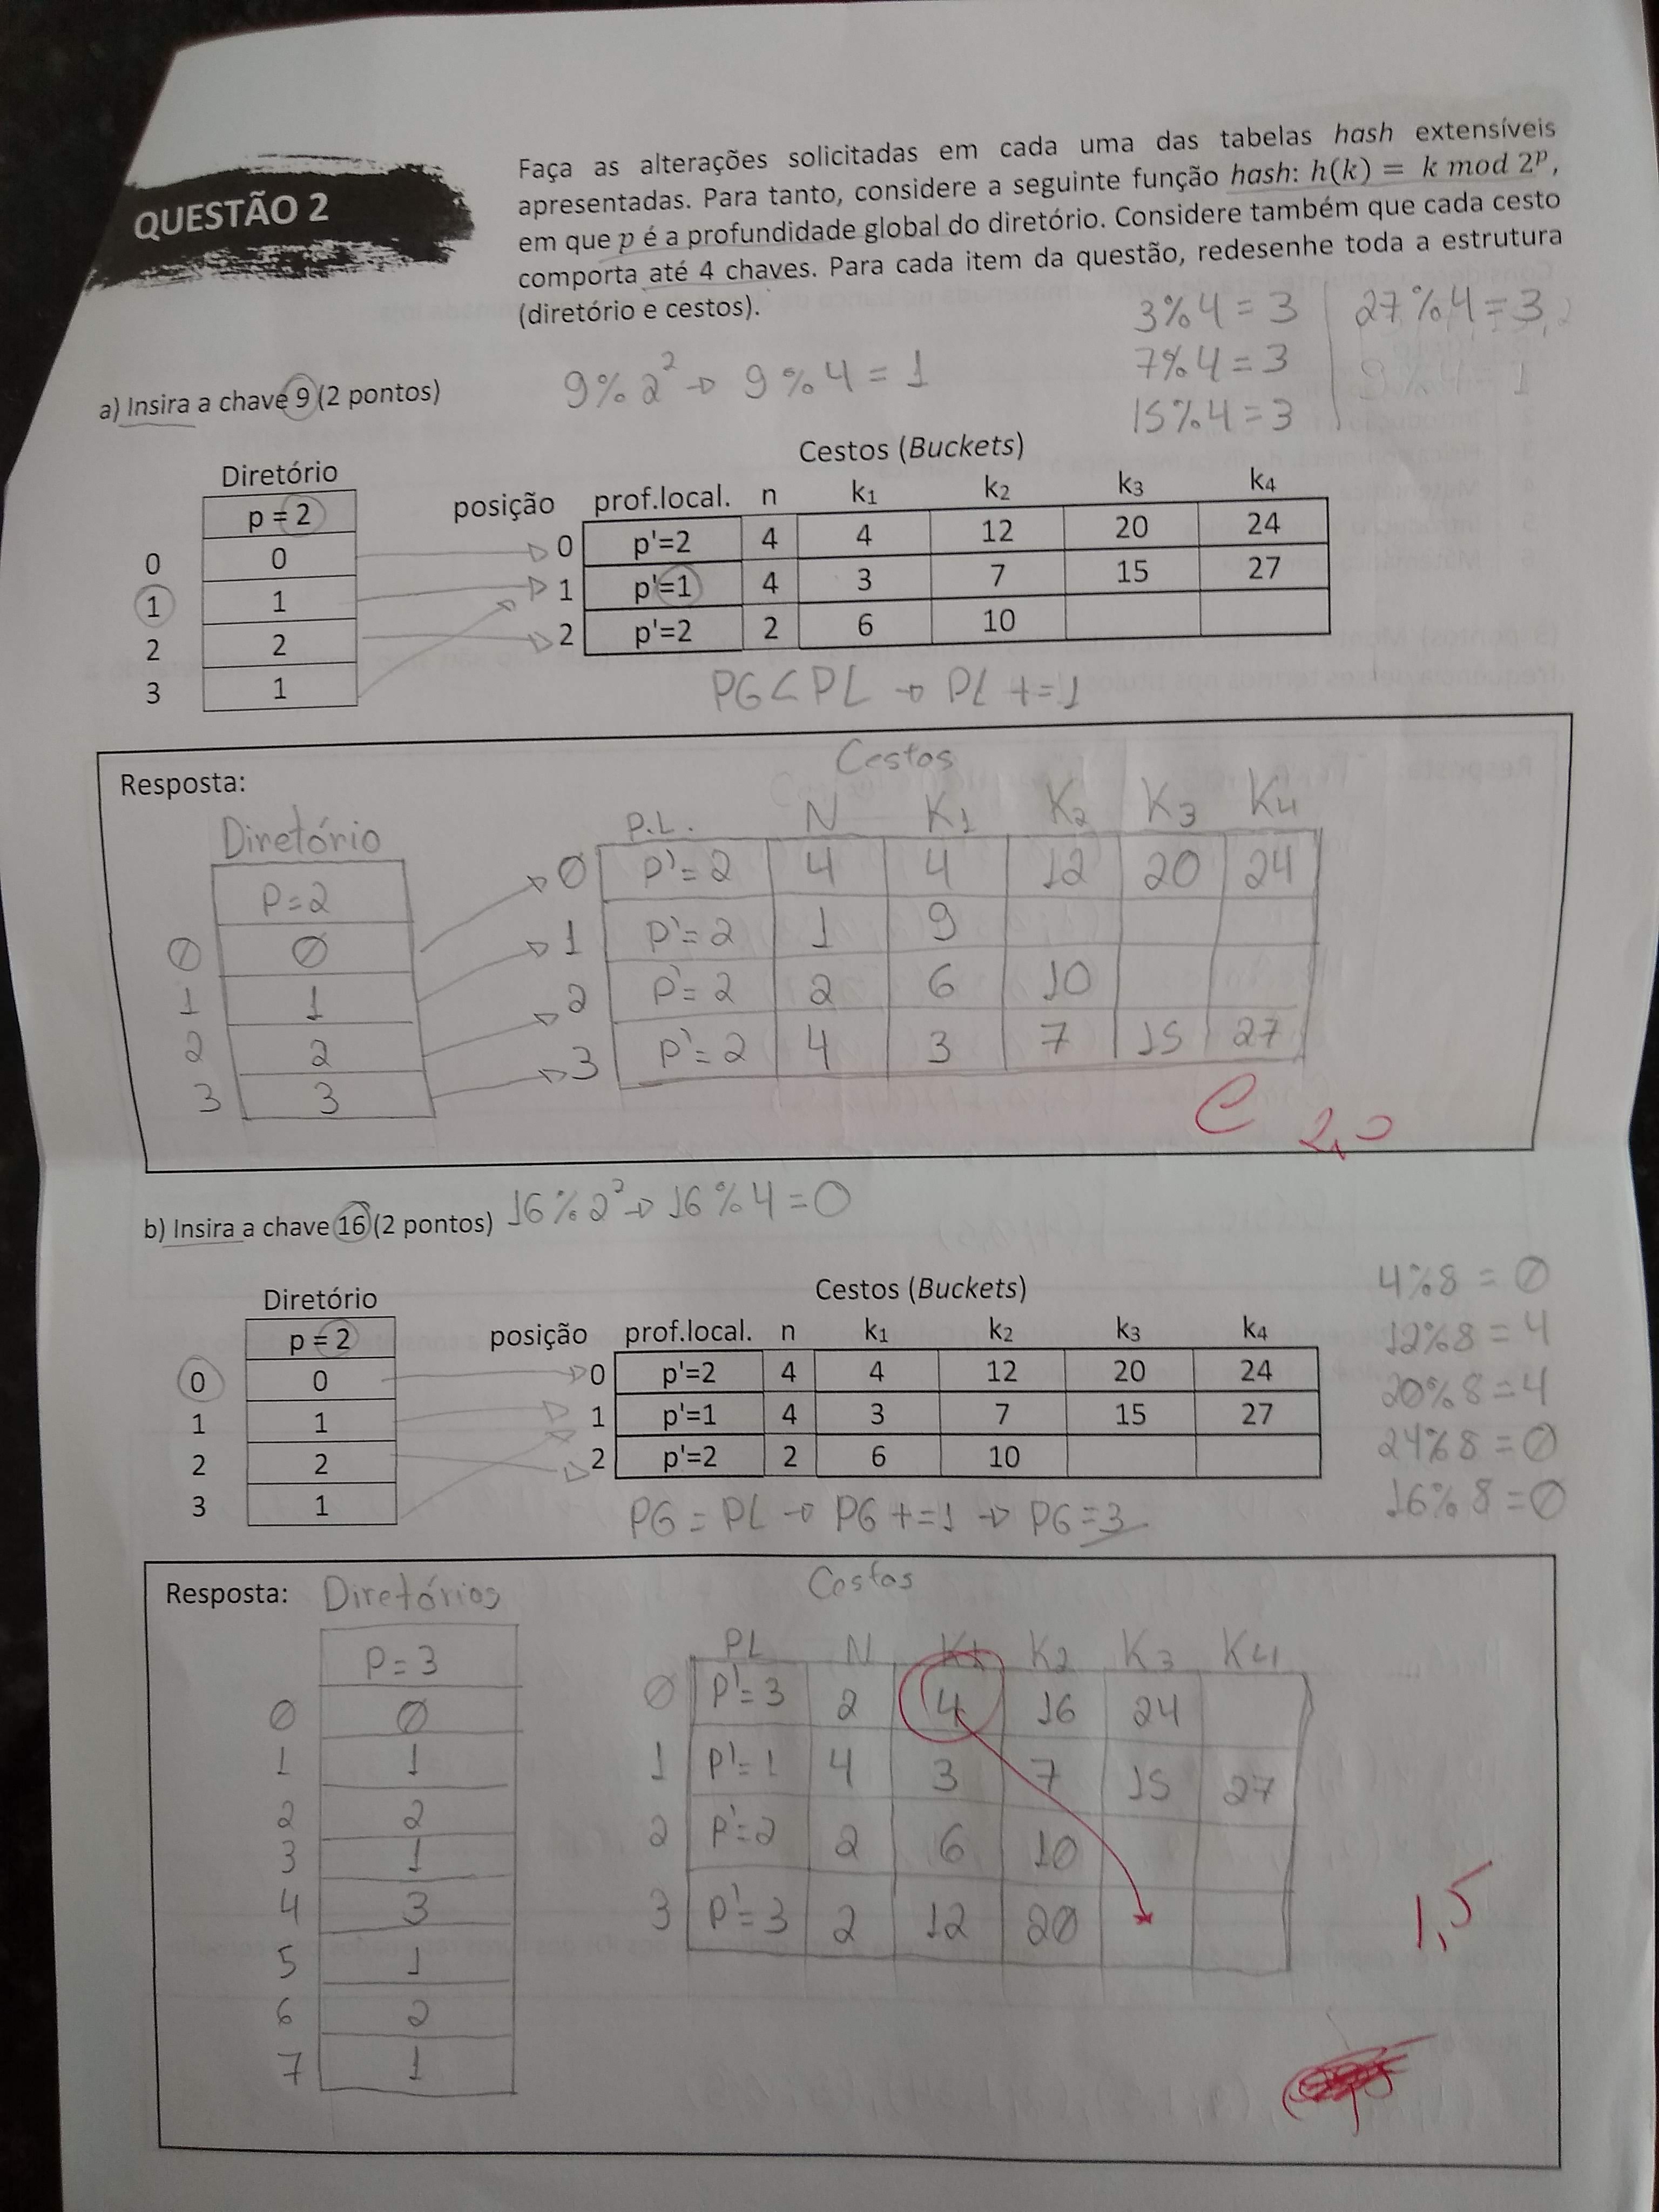 QUESTÃO 2
Faça as alterações solicitadas em cada uma das tabelas hash extensíveis
apresentadas. Para tanto, considere a seguinte função hash: h(k) = k mod 2^p,
em que p é a profundidade global do diretório. Considere também que cada cesto
comporta até 4 chaves. Para cada item da questão, redesenhe toda a estrutura
(diretório e cestos).
3%4 = 3 27%4 = 3
7%4 = 3
15%4 = 3
a) Insira a chave 9 (2 pontos) 9%2² → 9%4 = 1
Cestos (Buckets)
Diretório
posição prof.local. n k1 k2 k3 k4
p = 2
0 0 0 p'=2 4 4 12 20 24
1 1 1 p'=1 4 3 7 15 27
2 2 2 p'=2 2 6 10
3 1
PG < PL → PL += 1
Resposta:
Cestos
Diretório
P.L. N K1 K2 K3 K4
P=2
0 0 0 P'=2 4 4 12 20 24
1 1 1 P'=2 1 9
2 2 2 P'=2 2 6 10
3 3 3 P'=2 4 3 7 15 27
C 2,0
b) Insira a chave 16 (2 pontos) 16%2² → 16%4 = 0
Cestos (Buckets)
Diretório
posição prof.local. n k1 k2 k3 k4
p = 2
0 0 0 p'=2 4 4 12 20 24
1 1 1 p'=1 4 3 7 15 27
2 2 2 p'=2 2 6 10
3 1
4%8 = 0
12%8 = 4
20%8 = 4
24%8 = 0
16%8 = 0
PG = PL → PG += 1 → PG = 3
Resposta: Diretórios
Cestos
PL N K1 K2 K3 K4
P=3
0 0
1 1
2 2
3 1
4 3
5 1
6 2
7 1
0 P'=3 2 4 16 24
1 P'=1 4 3 7 15 27
2 P'=2 2 6 10
3 P'=3 2 12 20
1,5